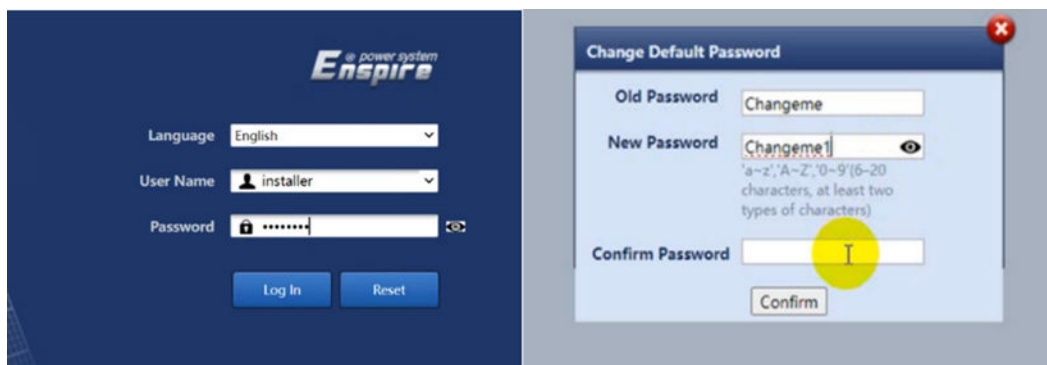 e power system
Enspire
Language English
User Name installer
Password ••••••••
Log In Reset
Change Default Password
Old Password Changeme
New Password Changeme1
'a~z','A~Z','0~9'(6–20
characters, at least two
types of characters)
Confirm Password
Confirm